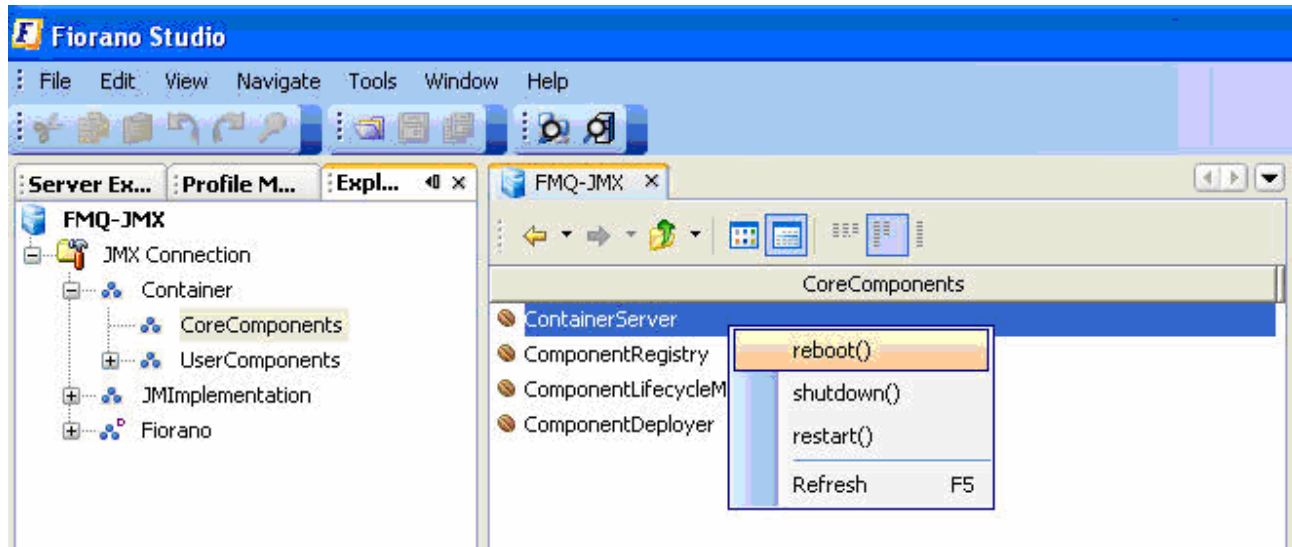 Fiorano Studio
File Edit View Navigate Tools Window Help
Server Ex... Profile M... Expl...
FMQ-JMX
JMX Connection
Container
CoreComponents
UserComponents
JMImplementation
Fiorano
FMQ-JMX
CoreComponents
ContainerServer
ComponentRegistry
ComponentLifecycleM
ComponentDeployer
reboot()
shutdown()
restart()
Refresh F5